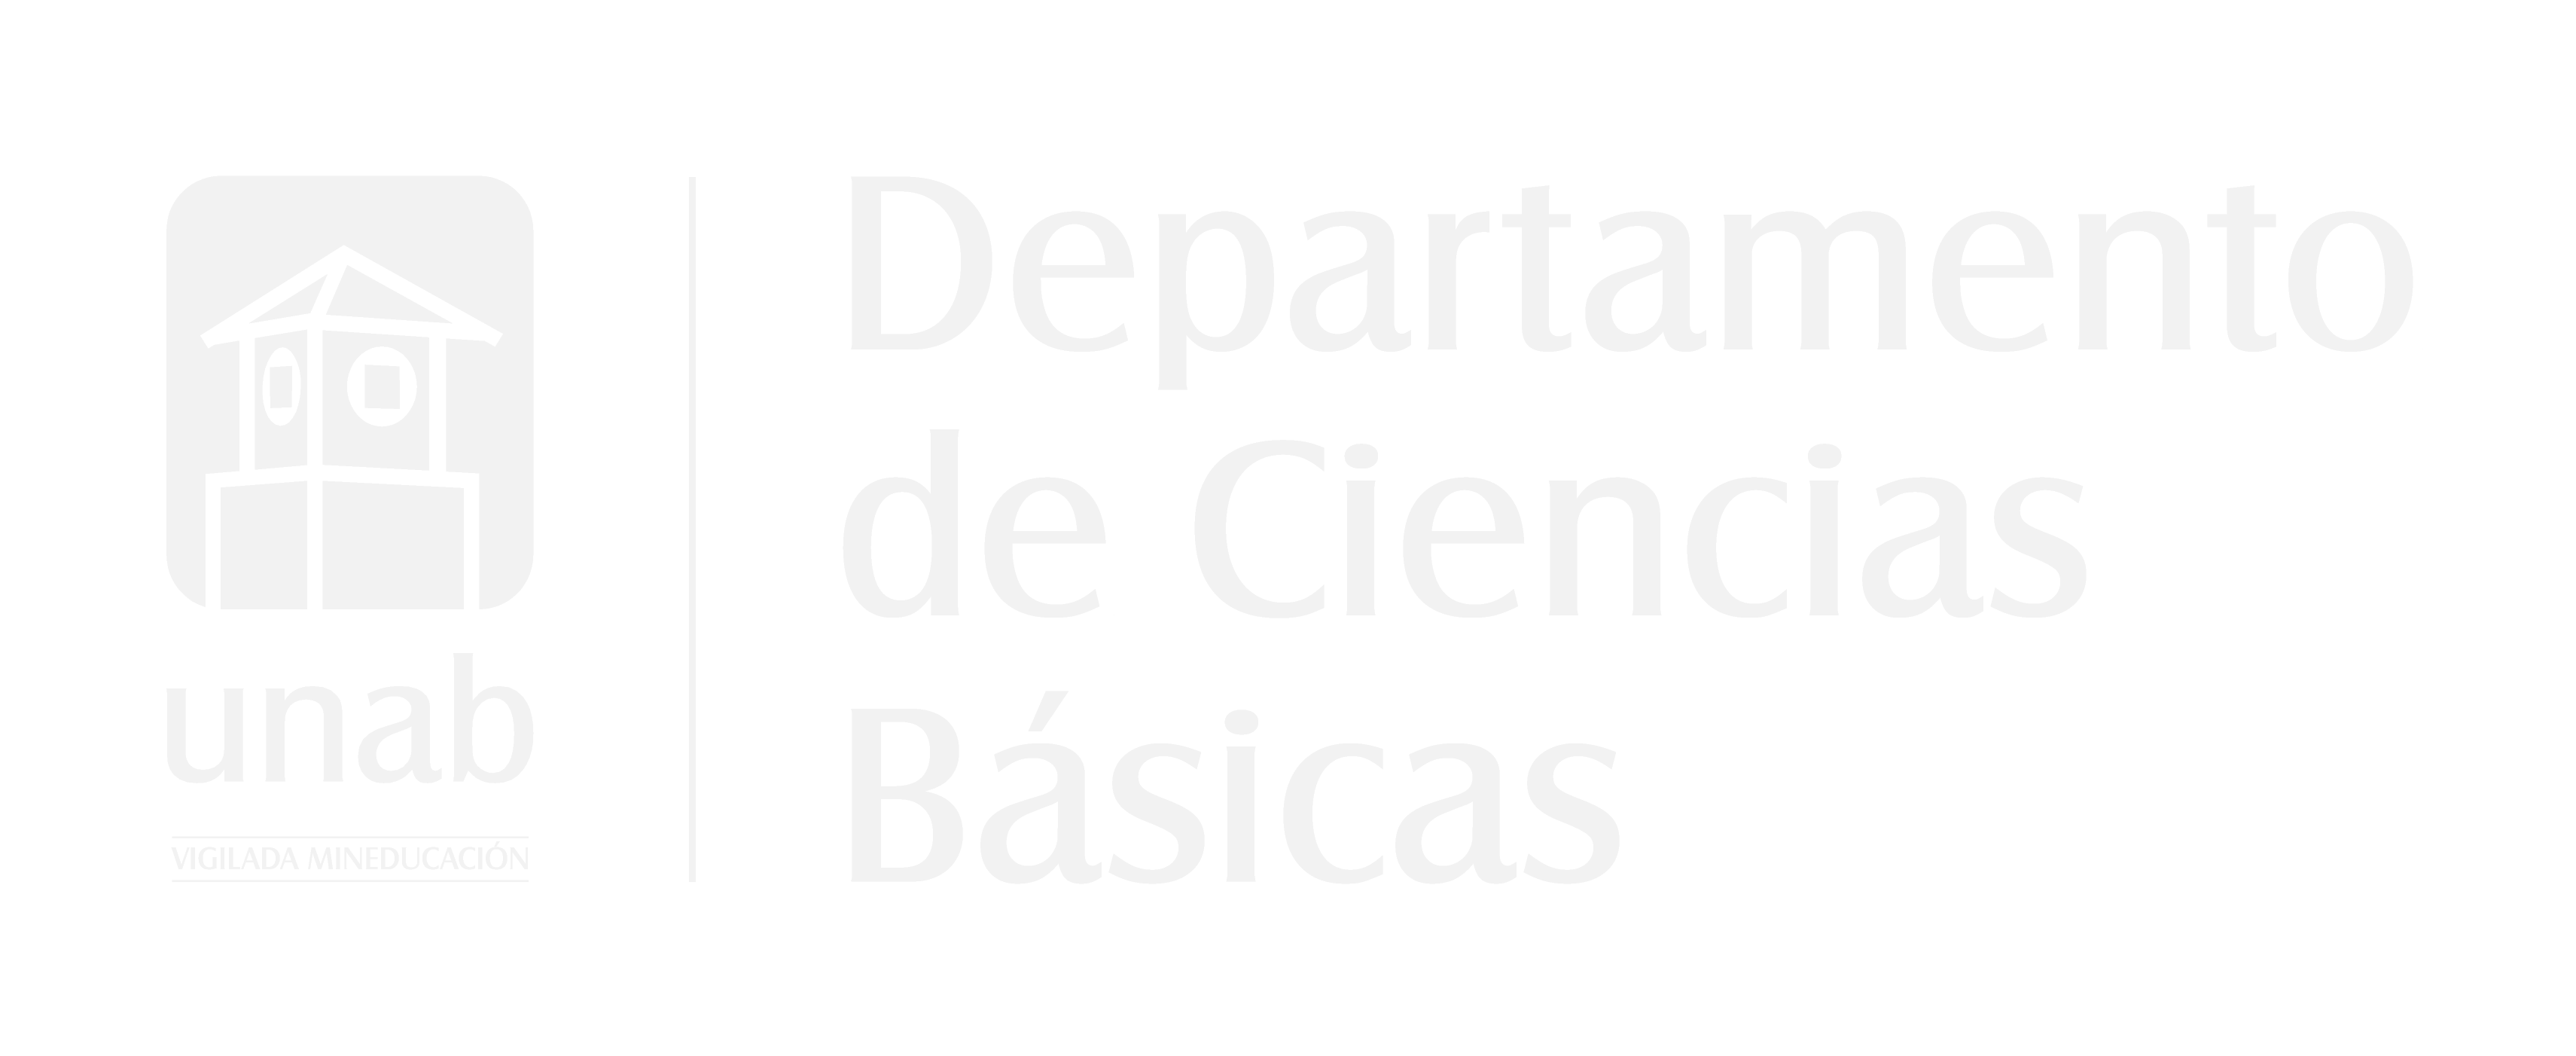 unab
VIGILADA MINEDUCACIÓN
Departamento
de Ciencias
Básicas